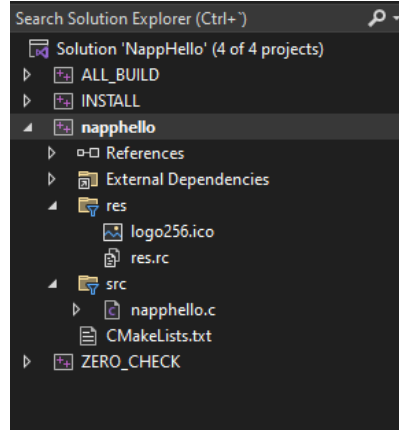 Search Solution Explorer (Ctrl+`)
Solution 'NappHello' (4 of 4 projects)
ALL_BUILD
INSTALL
napphello
References
External Dependencies
res
logo256.ico
res.rc
src
napphello.c
CMakeLists.txt
ZERO_CHECK